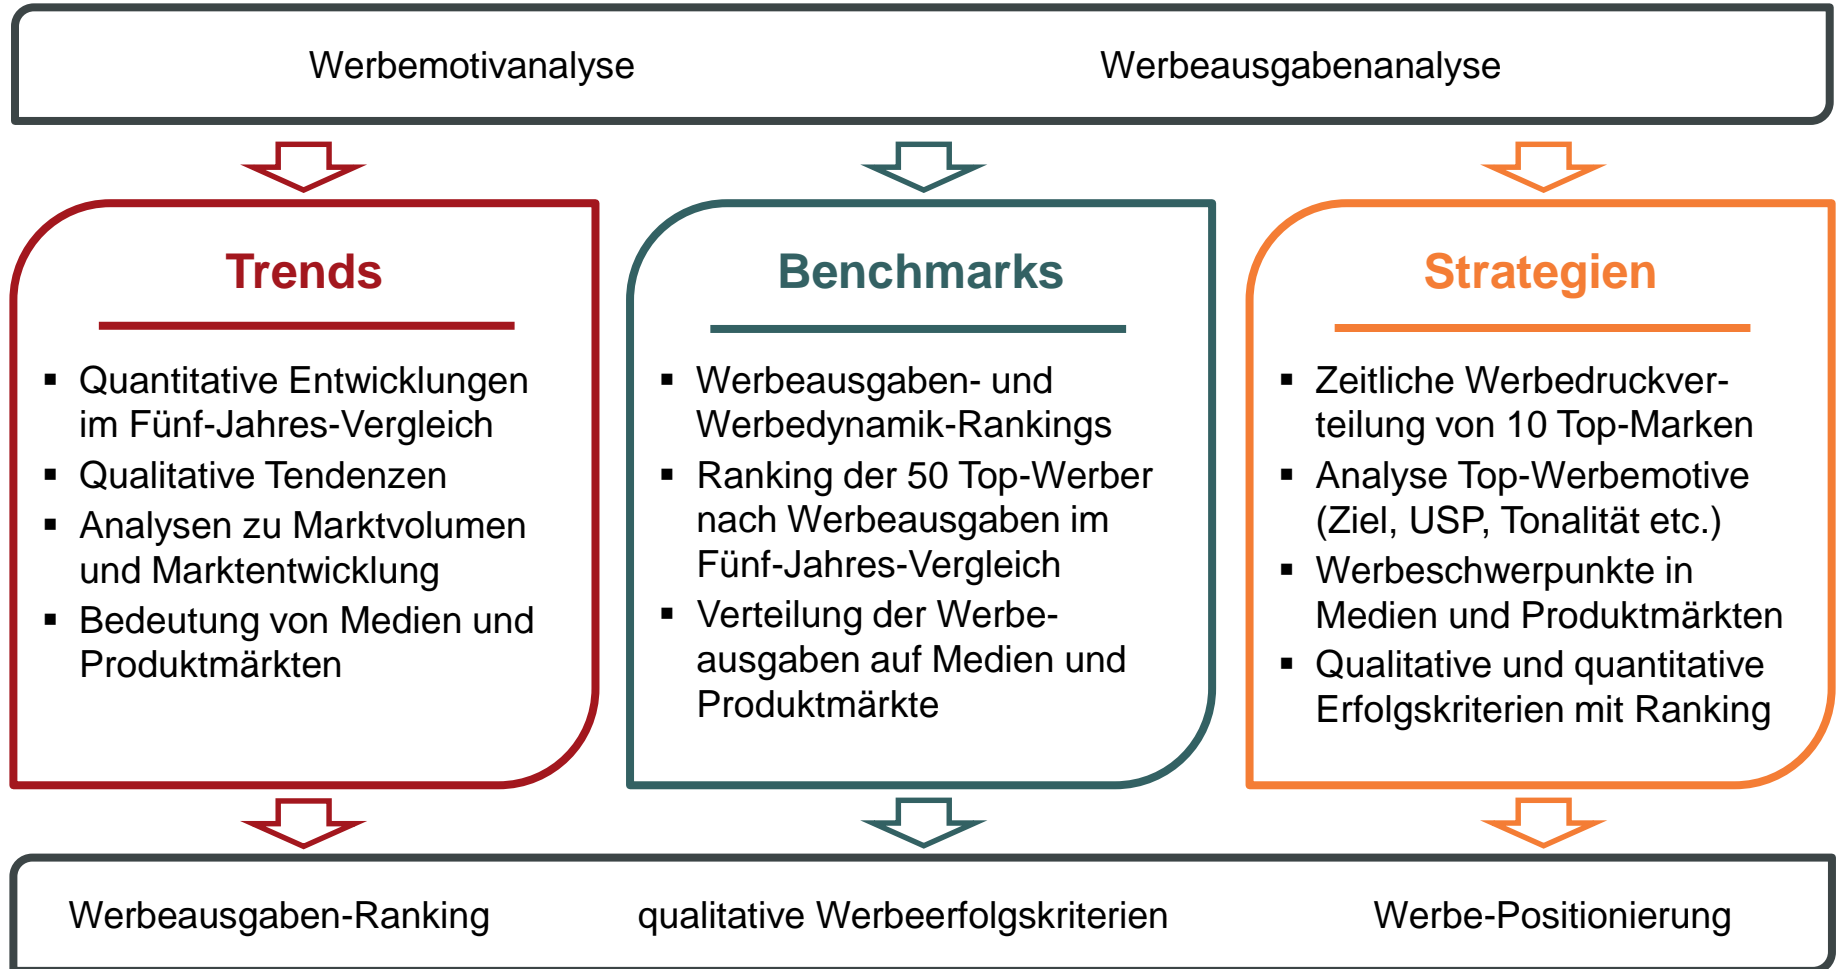 Werbemotivanalyse
Werbeausgabenanalyse
Trends
▪ Quantitative Entwicklungen
im Fünf-Jahres-Vergleich
▪ Qualitative Tendenzen
▪ Analysen zu Marktvolumen
und Marktentwicklung
▪ Bedeutung von Medien und
Produktmärkten
Benchmarks
▪ Werbeausgaben- und
Werbedynamik-Rankings
▪ Ranking der 50 Top-Werber
nach Werbeausgaben im
Fünf-Jahres-Vergleich
▪ Verteilung der Werbe-
ausgaben auf Medien und
Produktmärkte
Strategien
▪ Zeitliche Werbedruckver-
teilung von 10 Top-Marken
▪ Analyse Top-Werbemotive
(Ziel, USP, Tonalität etc.)
▪ Werbeschwerpunkte in
Medien und Produktmärkten
▪ Qualitative und quantitative
Erfolgskriterien mit Ranking
Werbeausgaben-Ranking
qualitative Werbeerfolgskriterien
Werbe-Positionierung